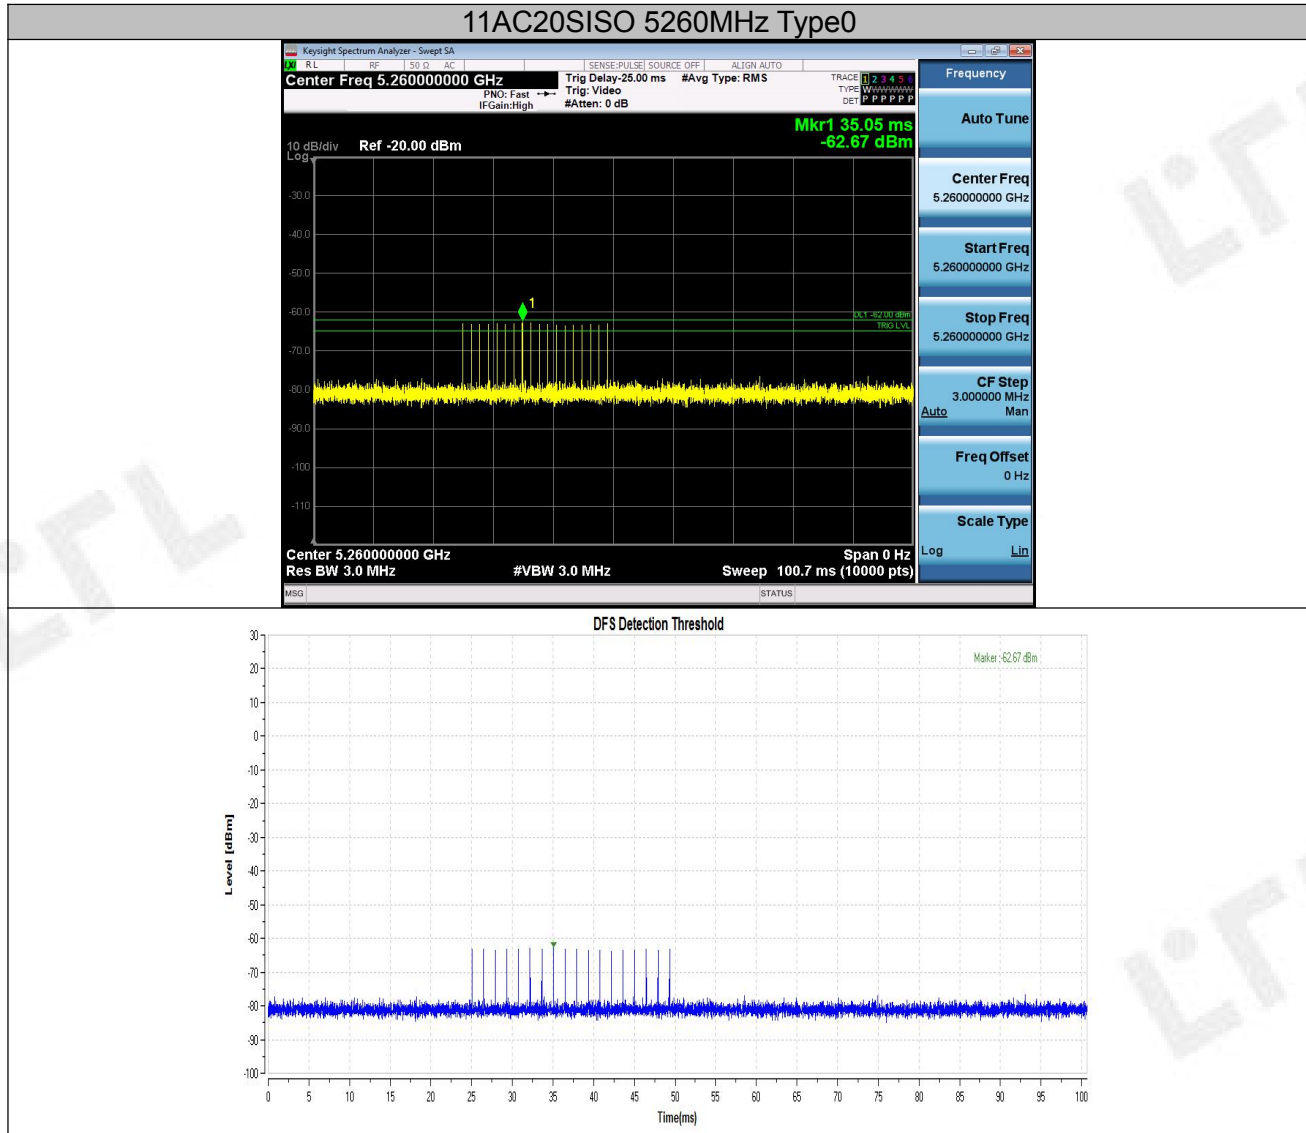 11AC20SISO 5260MHz Type0
Keysight Spectrum Analyzer - Swept SA
RL RF 50 Ω AC SENSE:PULSE SOURCE OFF ALIGN AUTO
Center Freq 5.260000000 GHz
PNO: Fast
IFGain:High
Trig Delay-25.00 ms
Trig: Video
#Atten: 0 dB
#Avg Type: RMS
TRACE 1 2 3 4 5 6
TYPE W
DET P P P P P P
Mkr1 35.05 ms
-62.67 dBm
10 dB/div
Log
Ref -20.00 dBm
-30.0
-40.0
-50.0
-60.0
-70.0
-80.0
-90.0
-100
-110
1
DL1 -62.00 dBm
TRIG LVL
Center 5.260000000 GHz
Res BW 3.0 MHz
#VBW 3.0 MHz
Span 0 Hz
Sweep 100.7 ms (10000 pts)
MSG
STATUS
Frequency
Auto Tune
Center Freq
5.260000000 GHz
Start Freq
5.260000000 GHz
Stop Freq
5.260000000 GHz
CF Step
3.000000 MHz
Auto Man
Freq Offset
0 Hz
Scale Type
Log Lin
DFS Detection Threshold
Marker:-62.67 dBm
Level [dBm]
30
20
10
0
-10
-20
-30
-40
-50
-60
-70
-80
-90
-100
0 5 10 15 20 25 30 35 40 45 50 55 60 65 70 75 80 85 90 95 100
Time(ms)